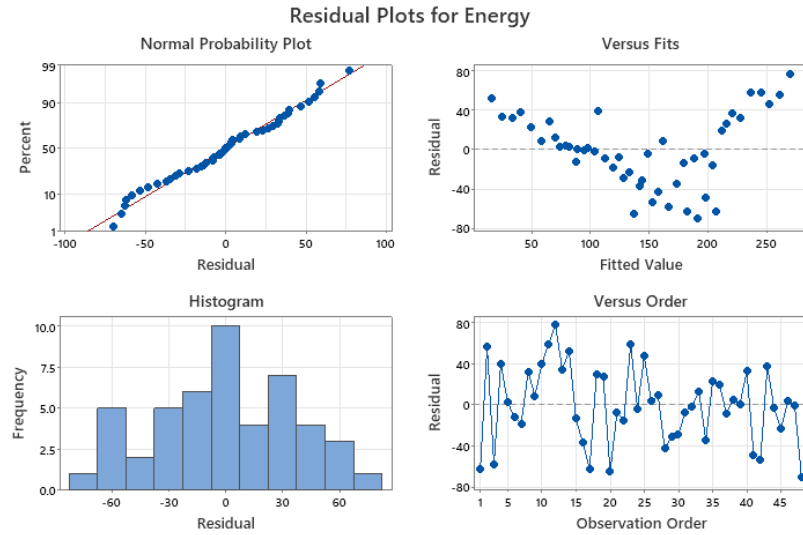 Residual Plots for Energy
Normal Probability Plot
99
90
50
10
1
Percent
-100 -50 0 50 100
Residual
Versus Fits
80
40
0
-40
-80
Residual
50 100 150 200 250
Fitted Value
Histogram
10.0
7.5
5.0
2.5
0.0
Frequency
-60 -30 0 30 60
Residual
Versus Order
80
40
0
-40
-80
Residual
1 5 10 15 20 25 30 35 40 45
Observation Order